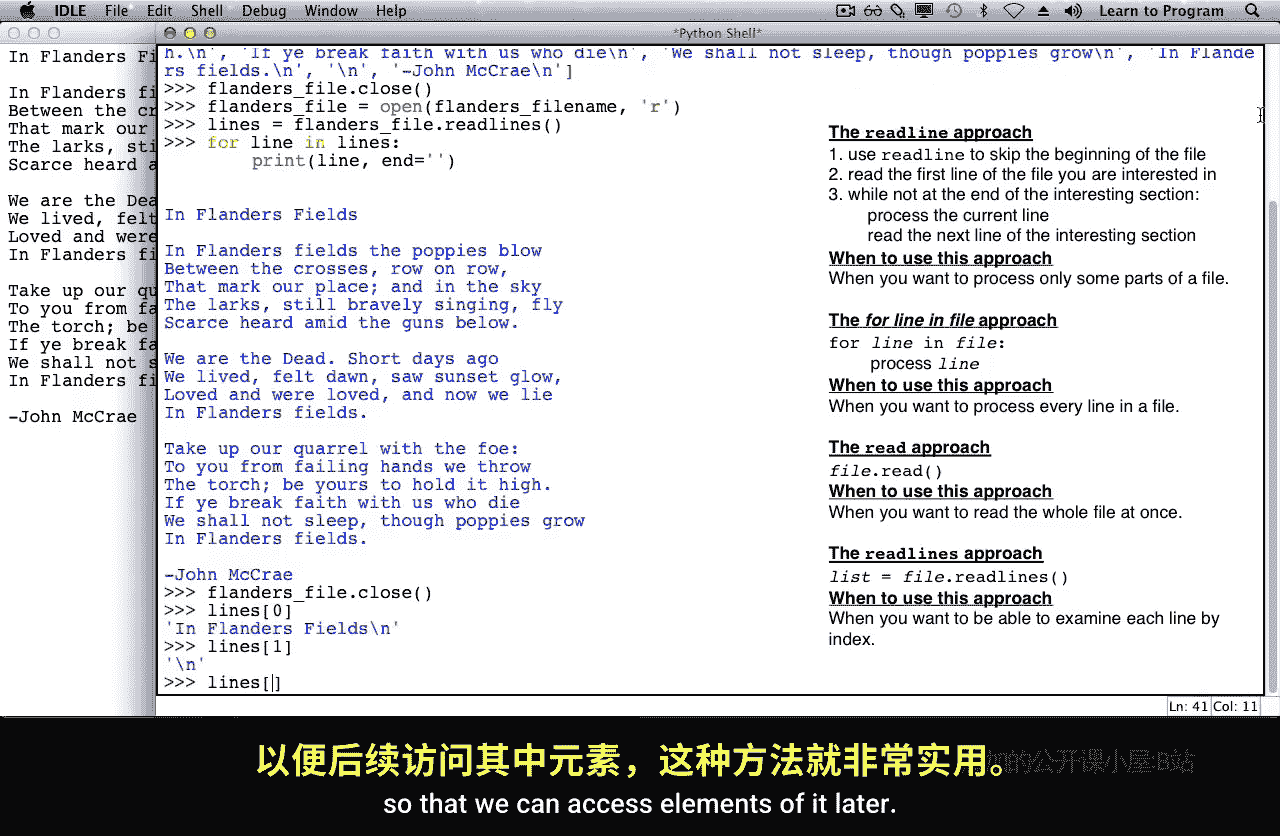 IDLE File Edit Shell Debug Window Help Learn to Program
*Python Shell*
In Flanders Fi
In Flanders fi
Between the cr
That mark our
The larks, sti
Scarce heard a
We are the Dea
We lived, felt
Loved and were
In Flanders fi
Take up our qu
To you from fa
The torch; be
If ye break fa
We shall not s
In Flanders fi
-John McCrae
h.\n', 'If ye break faith with us who die\n', 'We shall not sleep, though poppies grow\n', 'In Flande
rs fields.\n', '\n', '-John McCrae\n']
>>> flanders_file.close()
>>> flanders_file = open(flanders_filename, 'r')
>>> lines = flanders_file.readlines()
>>> for line in lines:
        print(line, end='')
In Flanders Fields
In Flanders fields the poppies blow
Between the crosses, row on row,
That mark our place; and in the sky
The larks, still bravely singing, fly
Scarce heard amid the guns below.
We are the Dead. Short days ago
We lived, felt dawn, saw sunset glow,
Loved and were loved, and now we lie
In Flanders fields.
Take up our quarrel with the foe:
To you from failing hands we throw
The torch; be yours to hold it high.
If ye break faith with us who die
We shall not sleep, though poppies grow
In Flanders fields.
-John McCrae
>>> flanders_file.close()
>>> lines[0]
'In Flanders Fields\n'
>>> lines[1]
'\n'
>>> lines[]
The readline approach
1. use readline to skip the beginning of the file
2. read the first line of the file you are interested in
3. while not at the end of the interesting section:
process the current line
read the next line of the interesting section
When to use this approach
When you want to process only some parts of a file.
The for line in file approach
for line in file:
process line
When to use this approach
When you want to process every line in a file.
The read approach
file.read()
When to use this approach
When you want to read the whole file at once.
The readlines approach
list = file.readlines()
When to use this approach
When you want to be able to examine each line by
index.
Ln: 41 Col: 11
以便后续访问其中元素，这种方法就非常实用。
的公开课小屋:B站
so that we can access elements of it later.